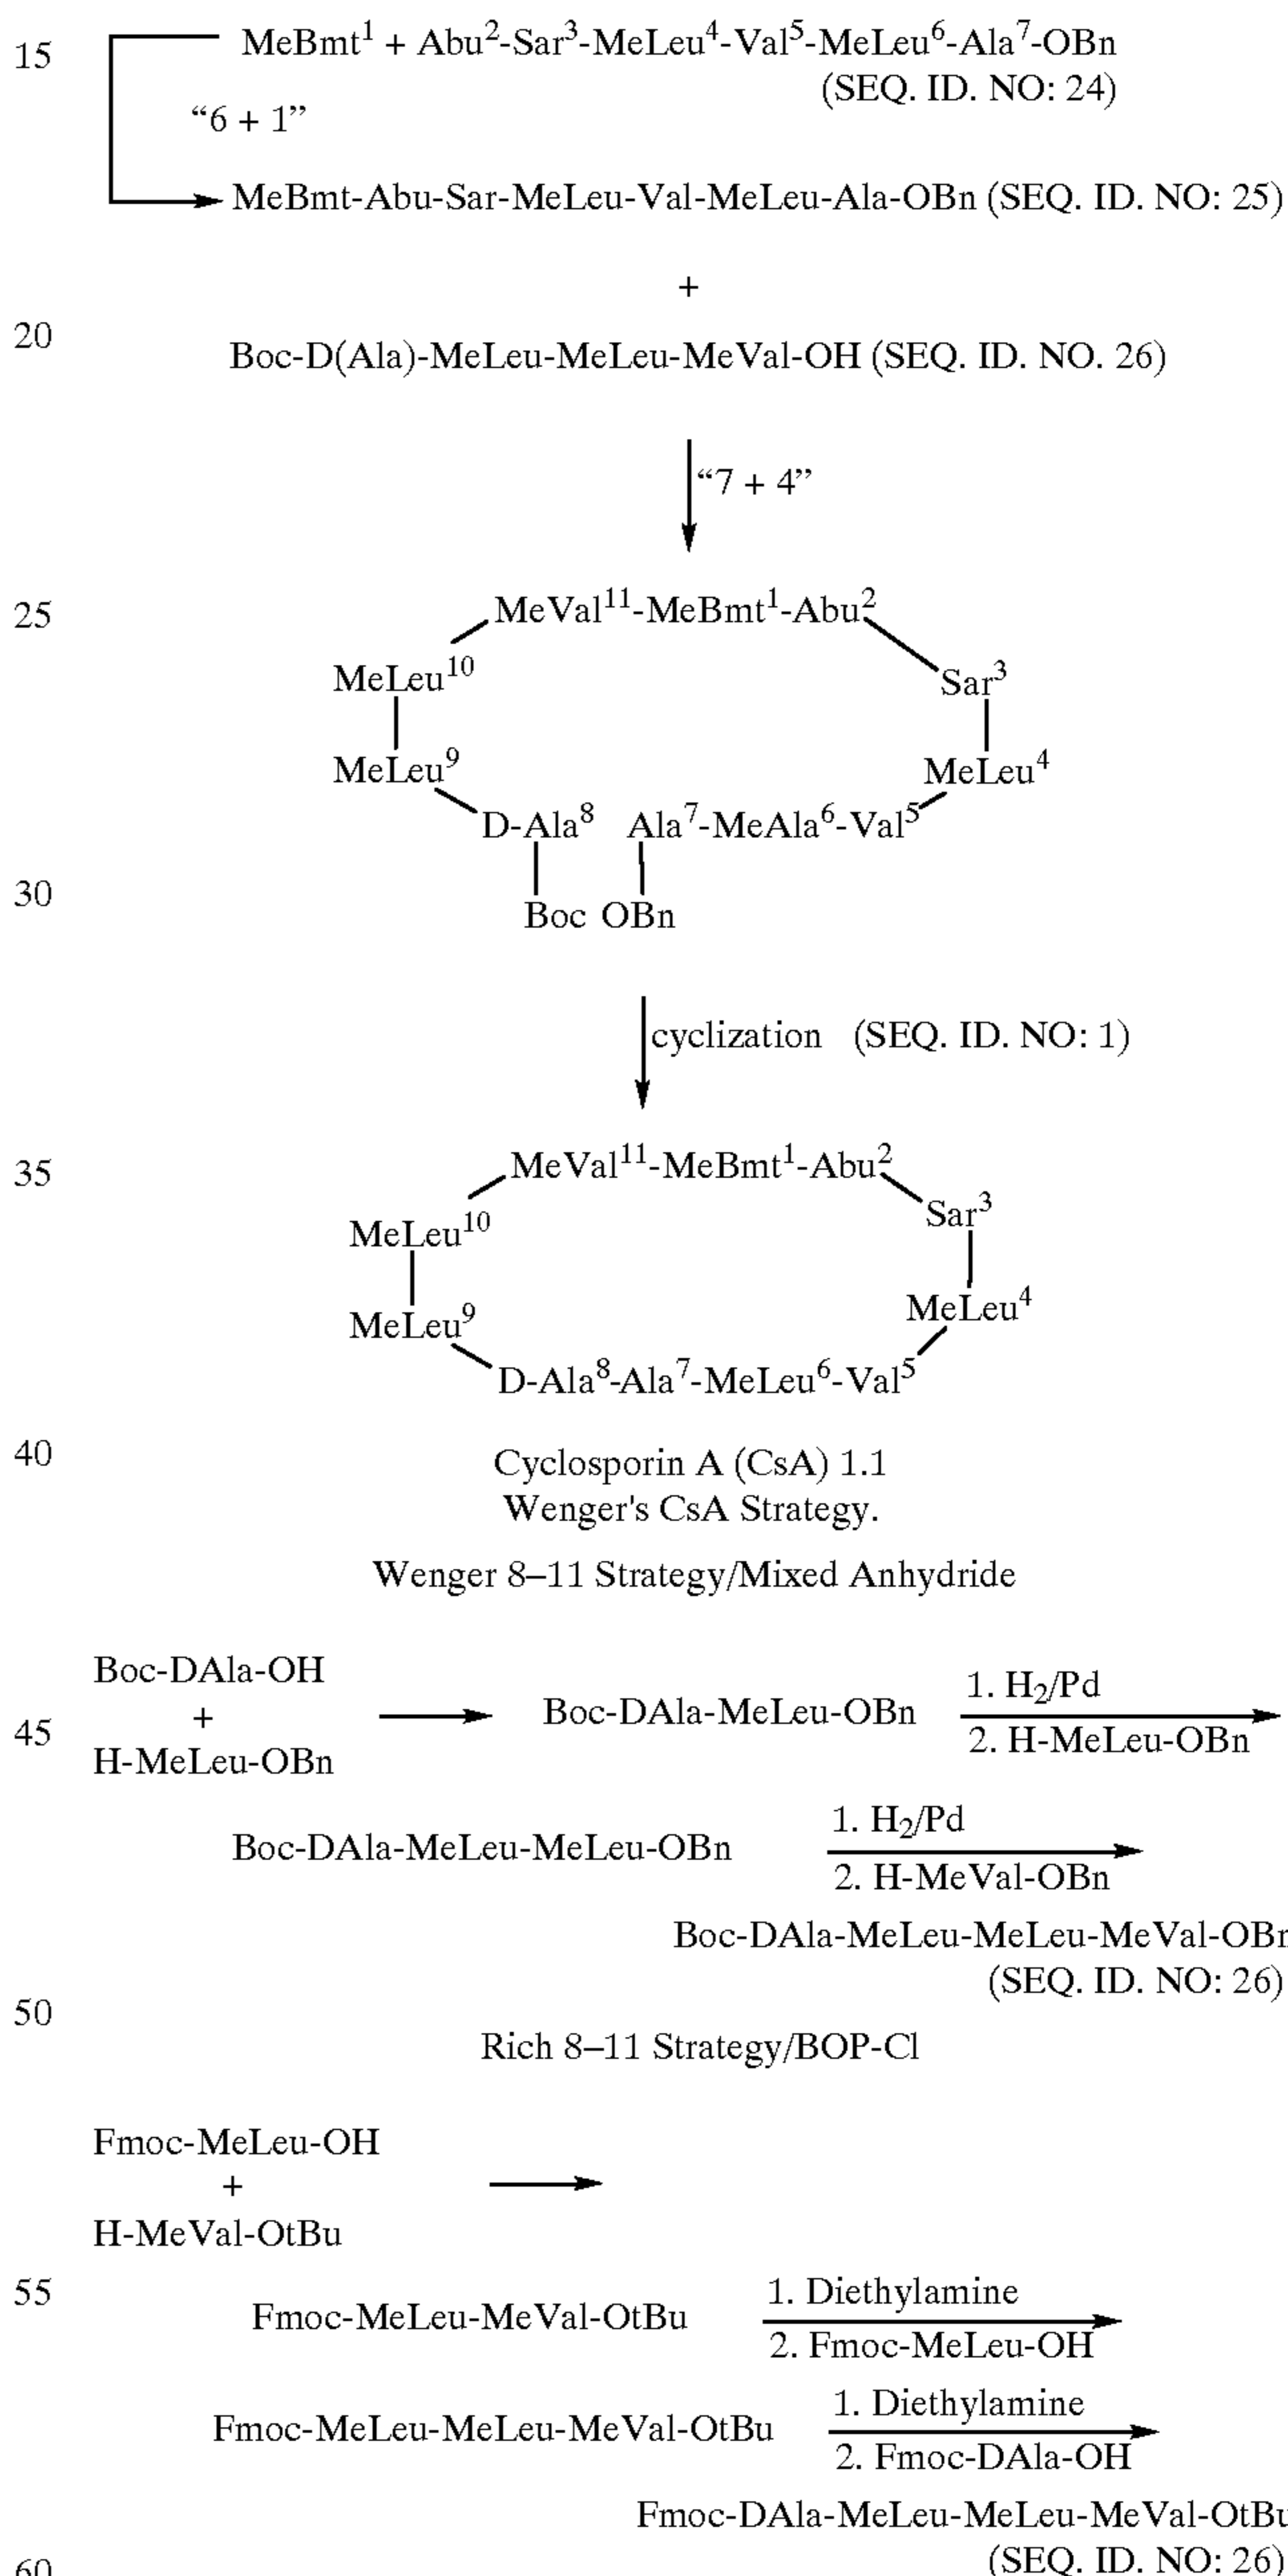 15 MeBmt¹ + Abu²-Sar³-MeLeu⁴-Val⁵-MeLeu⁶-Ala⁷-OBn
(SEQ. ID. NO: 24)
“6 + 1”
MeBmt-Abu-Sar-MeLeu-Val-MeLeu-Ala-OBn (SEQ. ID. NO: 25)
+
20
Boc-D(Ala)-MeLeu-MeLeu-MeVal-OH (SEQ. ID. NO. 26)
“7 + 4”
25 MeVal¹¹-MeBmt¹-Abu²
MeLeu¹⁰ Sar³
MeLeu⁹ MeLeu⁴
D-Ala⁸ Ala⁷-MeAla⁶-Val⁵
30
Boc OBn
cyclization (SEQ. ID. NO: 1)
35 MeVal¹¹-MeBmt¹-Abu²
Sar³
MeLeu¹⁰
MeLeu⁴
MeLeu⁹
D-Ala⁸-Ala⁷-MeLeu⁶-Val⁵
40 Cyclosporin A (CsA) 1.1
Wenger's CsA Strategy.
Wenger 8–11 Strategy/Mixed Anhydride
Boc-DAla-OH
+
H-MeLeu-OBn
45
Boc-DAla-MeLeu-OBn
1. H₂/Pd
2. H-MeLeu-OBn
Boc-DAla-MeLeu-MeLeu-OBn
1. H₂/Pd
2. H-MeVal-OBn
Boc-DAla-MeLeu-MeLeu-MeVal-OBn
(SEQ. ID. NO: 26)
50
Rich 8–11 Strategy/BOP-Cl
Fmoc-MeLeu-OH
+
H-MeVal-OtBu
55
Fmoc-MeLeu-MeVal-OtBu
1. Diethylamine
2. Fmoc-MeLeu-OH
Fmoc-MeLeu-MeLeu-MeVal-OtBu
1. Diethylamine
2. Fmoc-DAla-OH
Fmoc-DAla-MeLeu-MeLeu-MeVal-OtBu
(SEQ. ID. NO: 26)
60